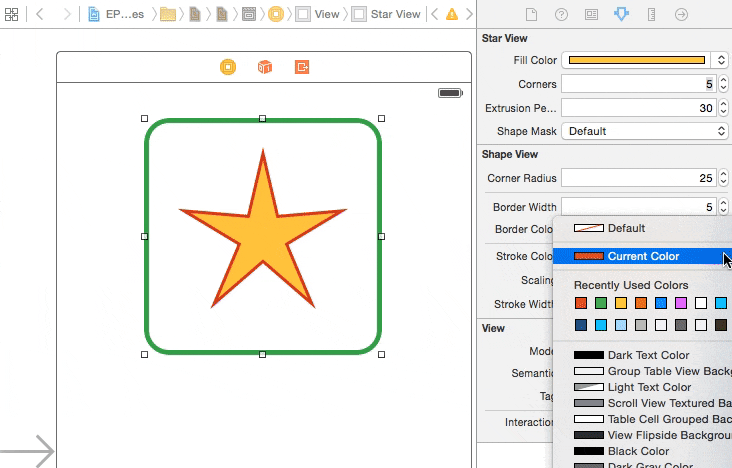 EP...es View Star View
Star View
Fill Color
Corners 5
Extrusion Pe... 30
Shape Mask Default
Shape View
Corner Radius 25
Border Width 5
Border Colo
Default
Stroke Colo
Current Color
Scaling
Recently Used Colors
Stroke Width
View
Mode
Dark Text Color
Group Table View Backg
Semantic
Light Text Color
Tag
Scroll View Textured Ba
Interaction
Table Cell Grouped Bac
View Flipside Backgroun
Black Color
Dark Gray Color